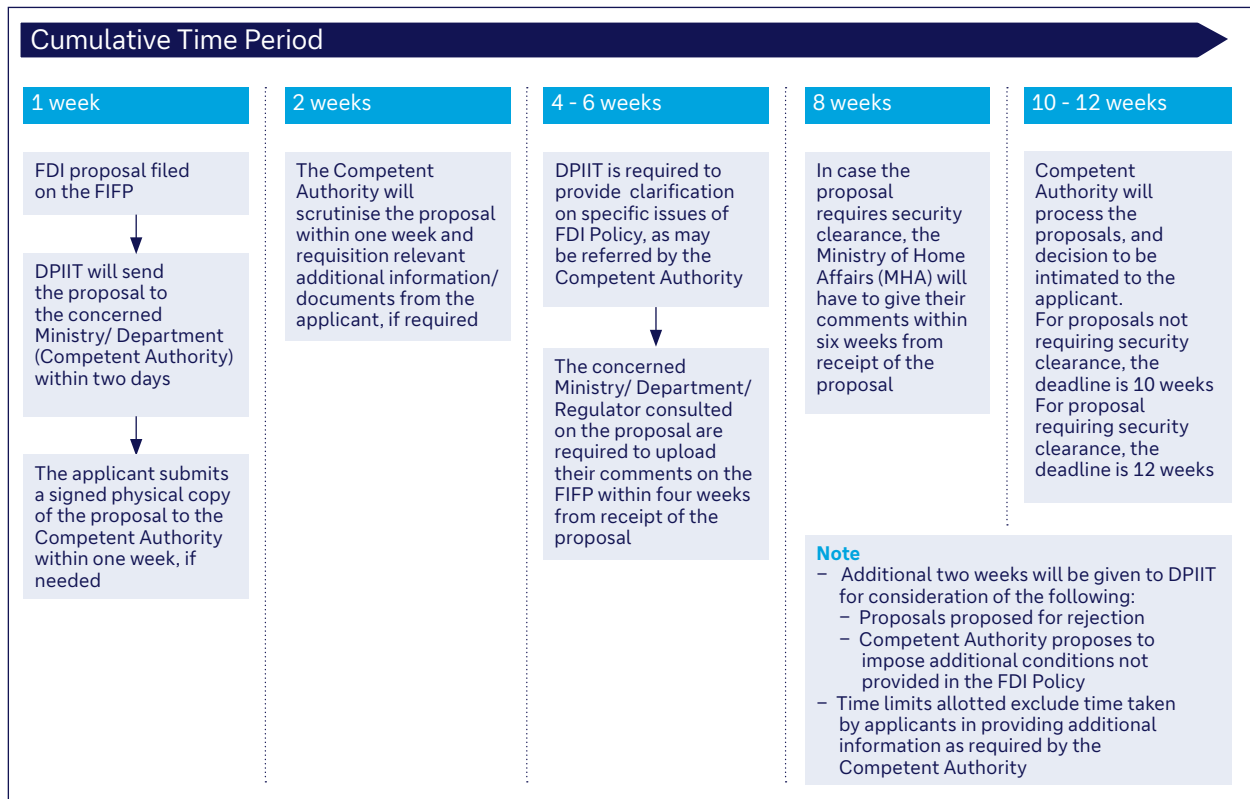 Cumulative Time Period
1 week
FDI proposal filed
on the FIFP
DPIIT will send
the proposal to
the concerned
Ministry/ Department
(Competent Authority)
within two days
The applicant submits
a signed physical copy
of the proposal to the
Competent Authority
within one week, if
needed
2 weeks
The Competent
Authority will
scrutinise the proposal
within one week and
requisition relevant
additional information/
documents from the
applicant, if required
4 - 6 weeks
DPIIT is required to
provide clarification
on specific issues of
FDI Policy, as may
be referred by the
Competent Authority
The concerned
Ministry/ Department/
Regulator consulted
on the proposal are
required to upload
their comments on the
FIFP within four weeks
from receipt of the
proposal
8 weeks
In case the
proposal
requires security
clearance, the
Ministry of Home
Affairs (MHA) will
have to give their
comments within
six weeks from
receipt of the
proposal
10 - 12 weeks
Competent
Authority will
process the
proposals, and
decision to be
intimated to the
applicant.
For proposals not
requiring security
clearance, the
deadline is 10 weeks
For proposal
requiring security
clearance, the
deadline is 12 weeks
Note
– Additional two weeks will be given to DPIIT
for consideration of the following:
– Proposals proposed for rejection
– Competent Authority proposes to
impose additional conditions not
provided in the FDI Policy
– Time limits allotted exclude time taken
by applicants in providing additional
information as required by the
Competent Authority